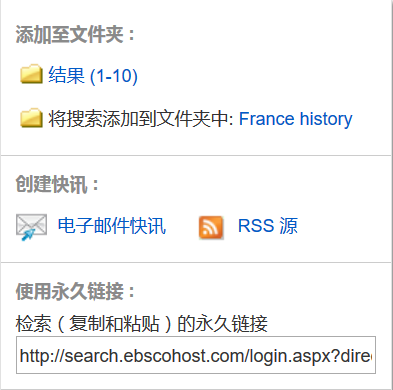 添加至文件夹：
结果 (1-10)
将搜索添加到文件夹中: France history
创建快讯：
电子邮件快讯 RSS 源
使用永久链接：
检索（复制和粘贴）的永久链接
http://search.ebscohost.com/login.aspx?direc